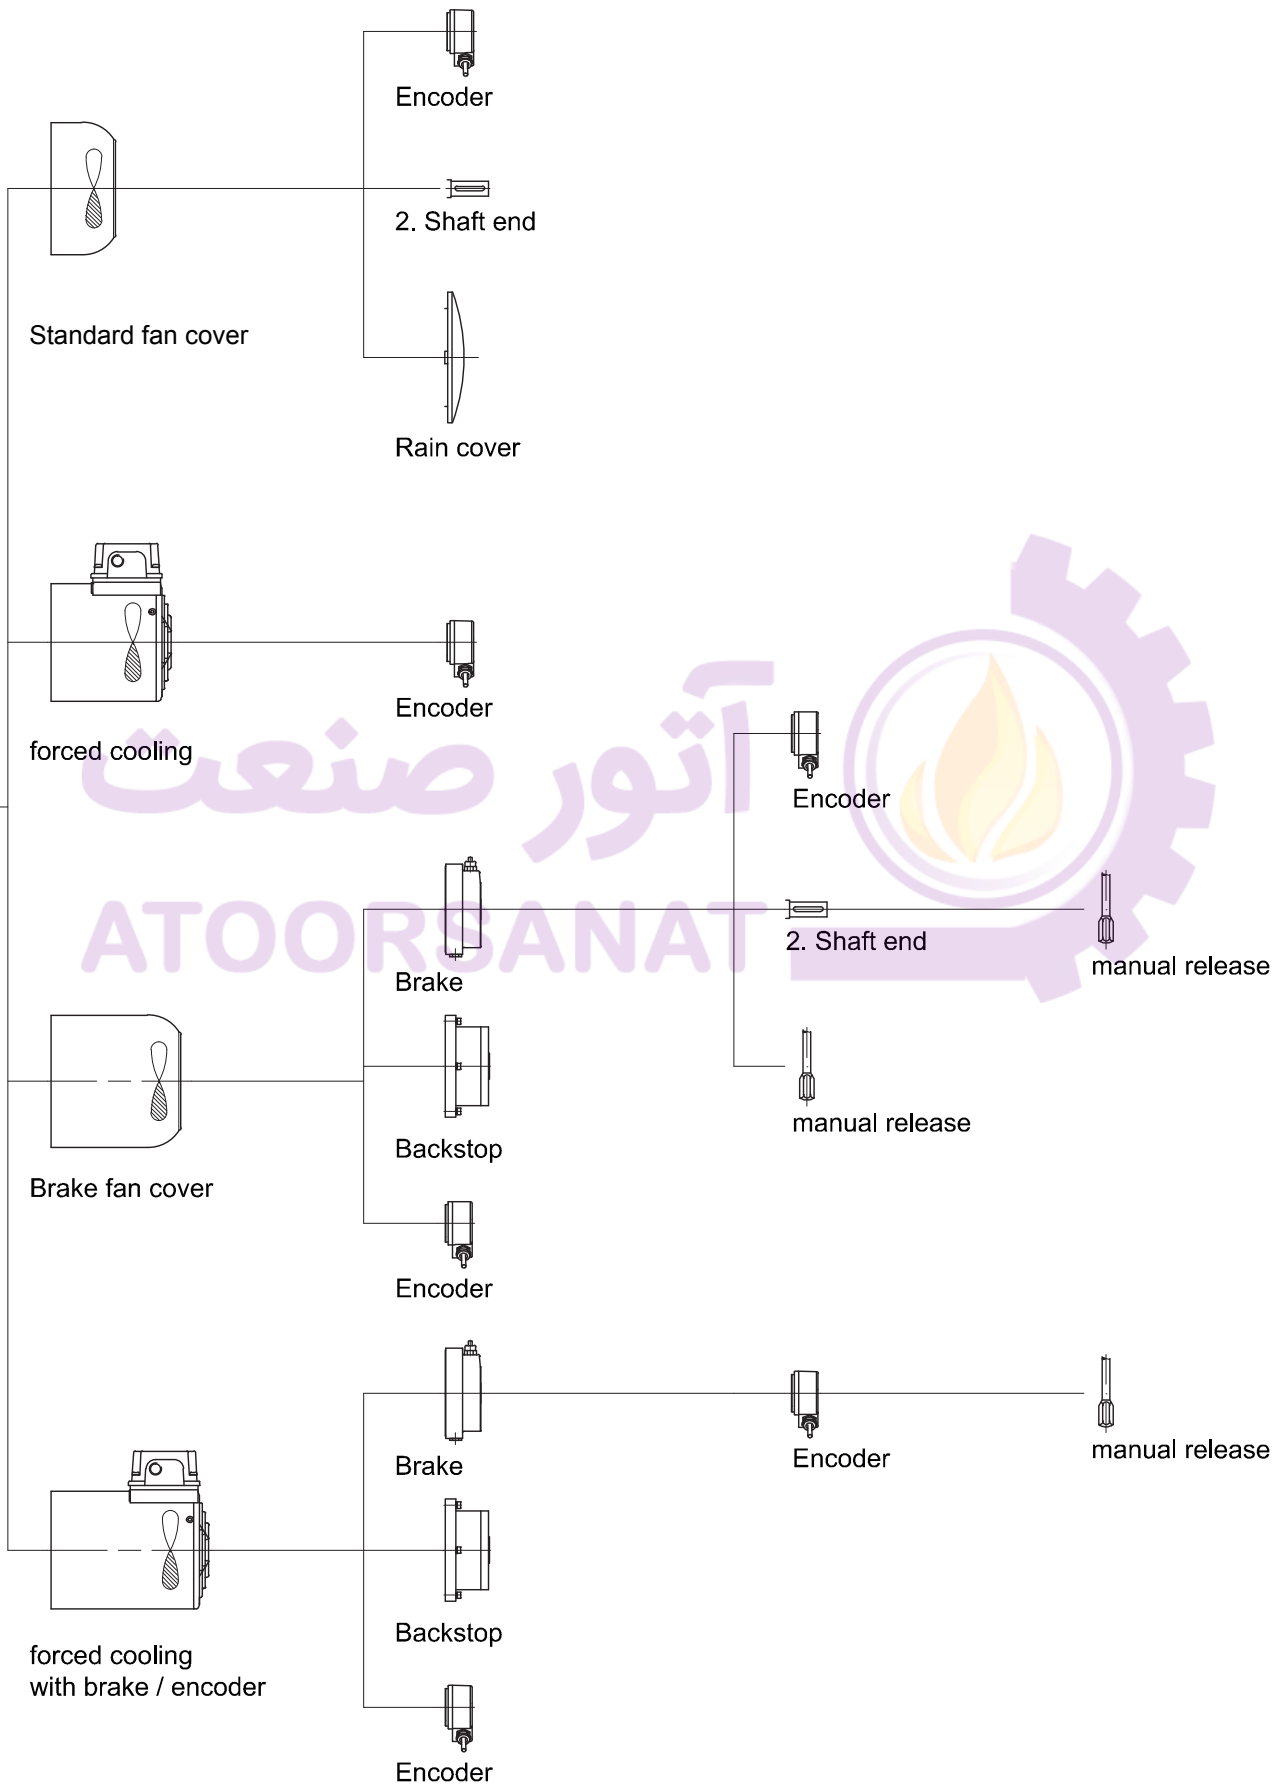 Encoder
2. Shaft end
Standard fan cover
Rain cover
Encoder
forced cooling
آتور صنعت
Encoder
ATOORSANAT
2. Shaft end
manual release
Brake
manual release
Backstop
Brake fan cover
Encoder
Brake
Encoder
manual release
Backstop
forced cooling
with brake / encoder
Encoder